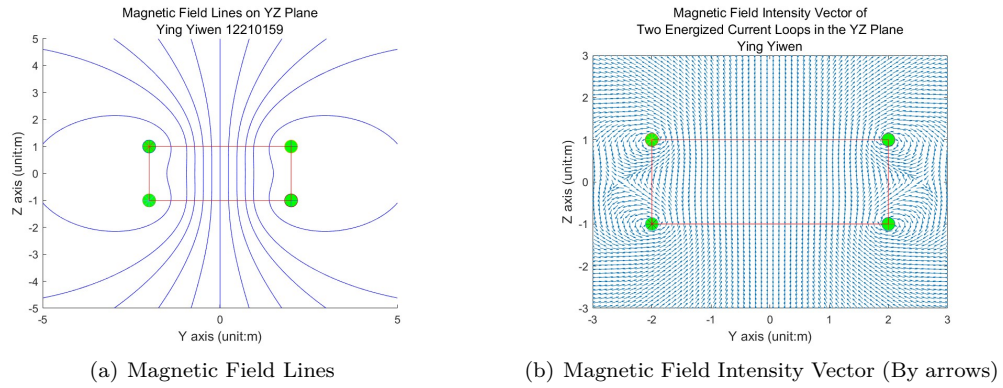 Magnetic Field Lines on YZ Plane
Ying Yiwen 12210159
5
4
3
2
1
0
-1
-2
-3
-4
-5
Z axis (unit:m)
-5
0
5
Y axis (unit:m)
(a) Magnetic Field Lines
Magnetic Field Intensity Vector of
Two Energized Current Loops in the YZ Plane
Ying Yiwen
3
2
1
0
-1
-2
-3
Z axis (unit:m)
-3
-2
-1
0
1
2
3
Y axis (unit:m)
(b) Magnetic Field Intensity Vector (By arrows)